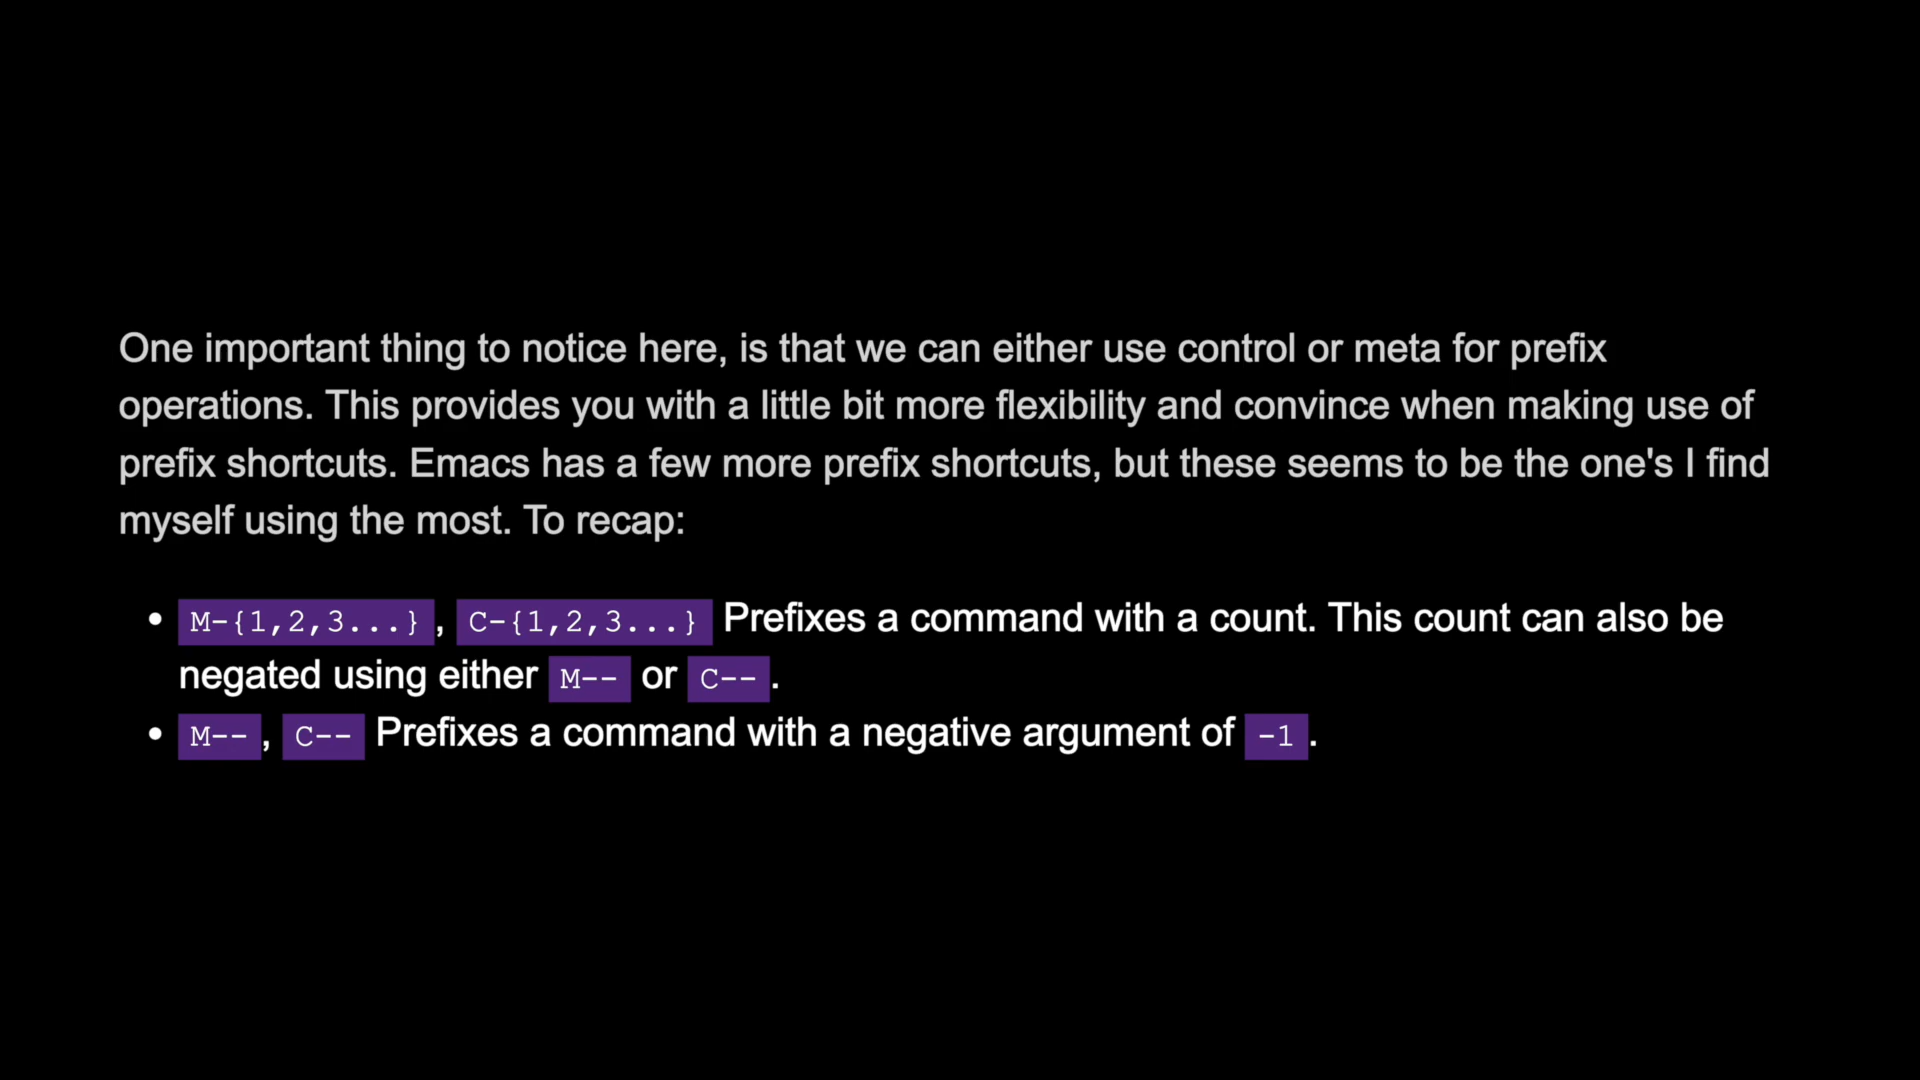 One important thing to notice here, is that we can either use control or meta for prefix
operations. This provides you with a little bit more flexibility and convince when making use of
prefix shortcuts. Emacs has a few more prefix shortcuts, but these seems to be the one's I find
myself using the most. To recap:
• M-{1,2,3...}, C-{1,2,3...} Prefixes a command with a count. This count can also be
negated using either M-- or C--.
• M--, C-- Prefixes a command with a negative argument of -1.